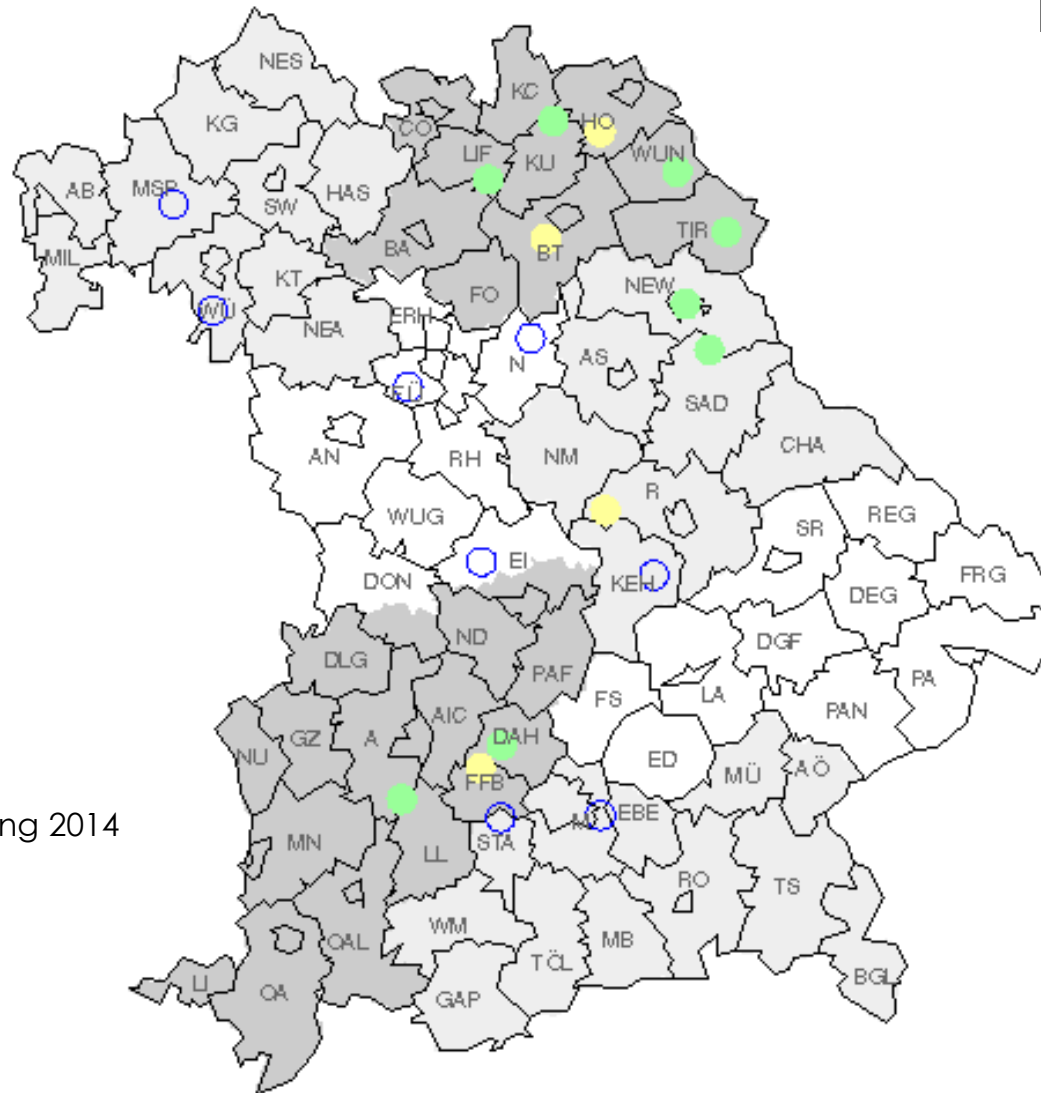 NES
KC
HO
KG
CO
LIF
KU
WUN
AB
MSP
SW
HAS
MIL
BA
BT
TIR
WÜ
KT
FO
NEW
NEA
ERH
N
AS
FÜ
SAD
AN
RH
NM
CHA
WUG
R
SR
REG
EI
KEH
DON
DEG
FRG
ND
DGF
DLG
PAF
LA
PA
AIC
FS
PAN
NU
GZ
A
DAH
ED
MÜ
AÖ
FFB
ng 2014
MN
LL
STA
M
EBE
RO
TS
OAL
WM
MB
TÖL
LI
OA
GAP
BGL